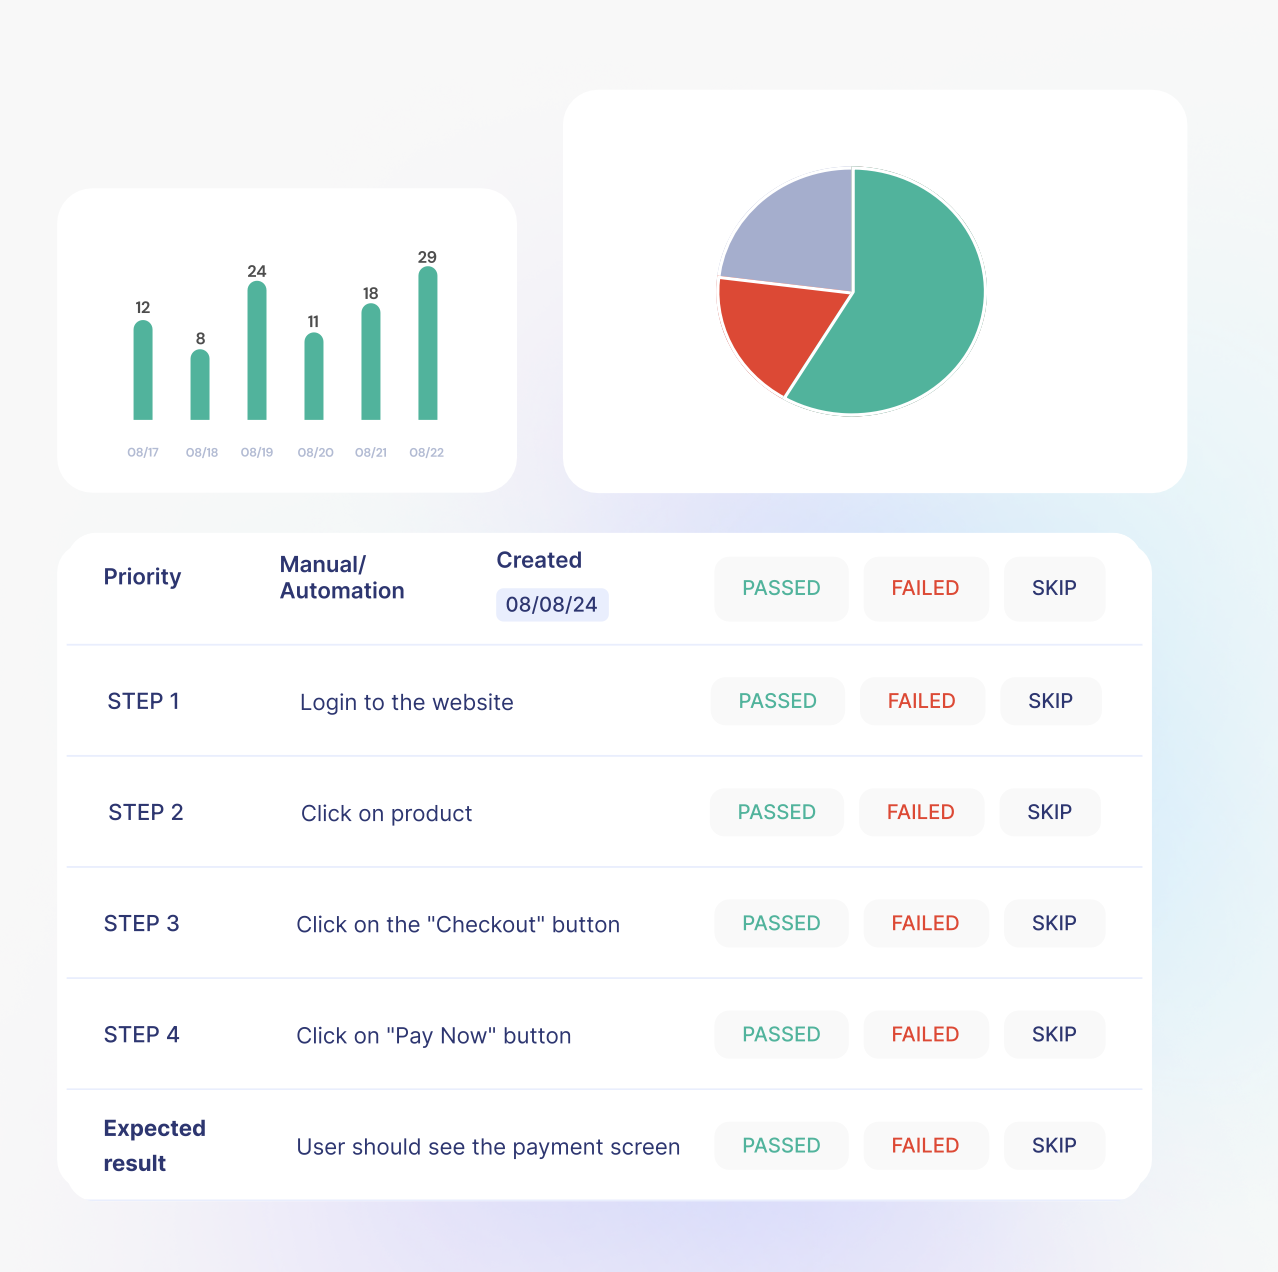 12
8
24
11
18
29
08/17
08/18
08/19
08/20
08/21
08/22
Priority
Manual/
Automation
Created
08/08/24
PASSED FAILED SKIP
STEP 1 Login to the website PASSED FAILED SKIP
STEP 2 Click on product PASSED FAILED SKIP
STEP 3 Click on the "Checkout" button PASSED FAILED SKIP
STEP 4 Click on "Pay Now" button PASSED FAILED SKIP
Expected
result
User should see the payment screen PASSED FAILED SKIP